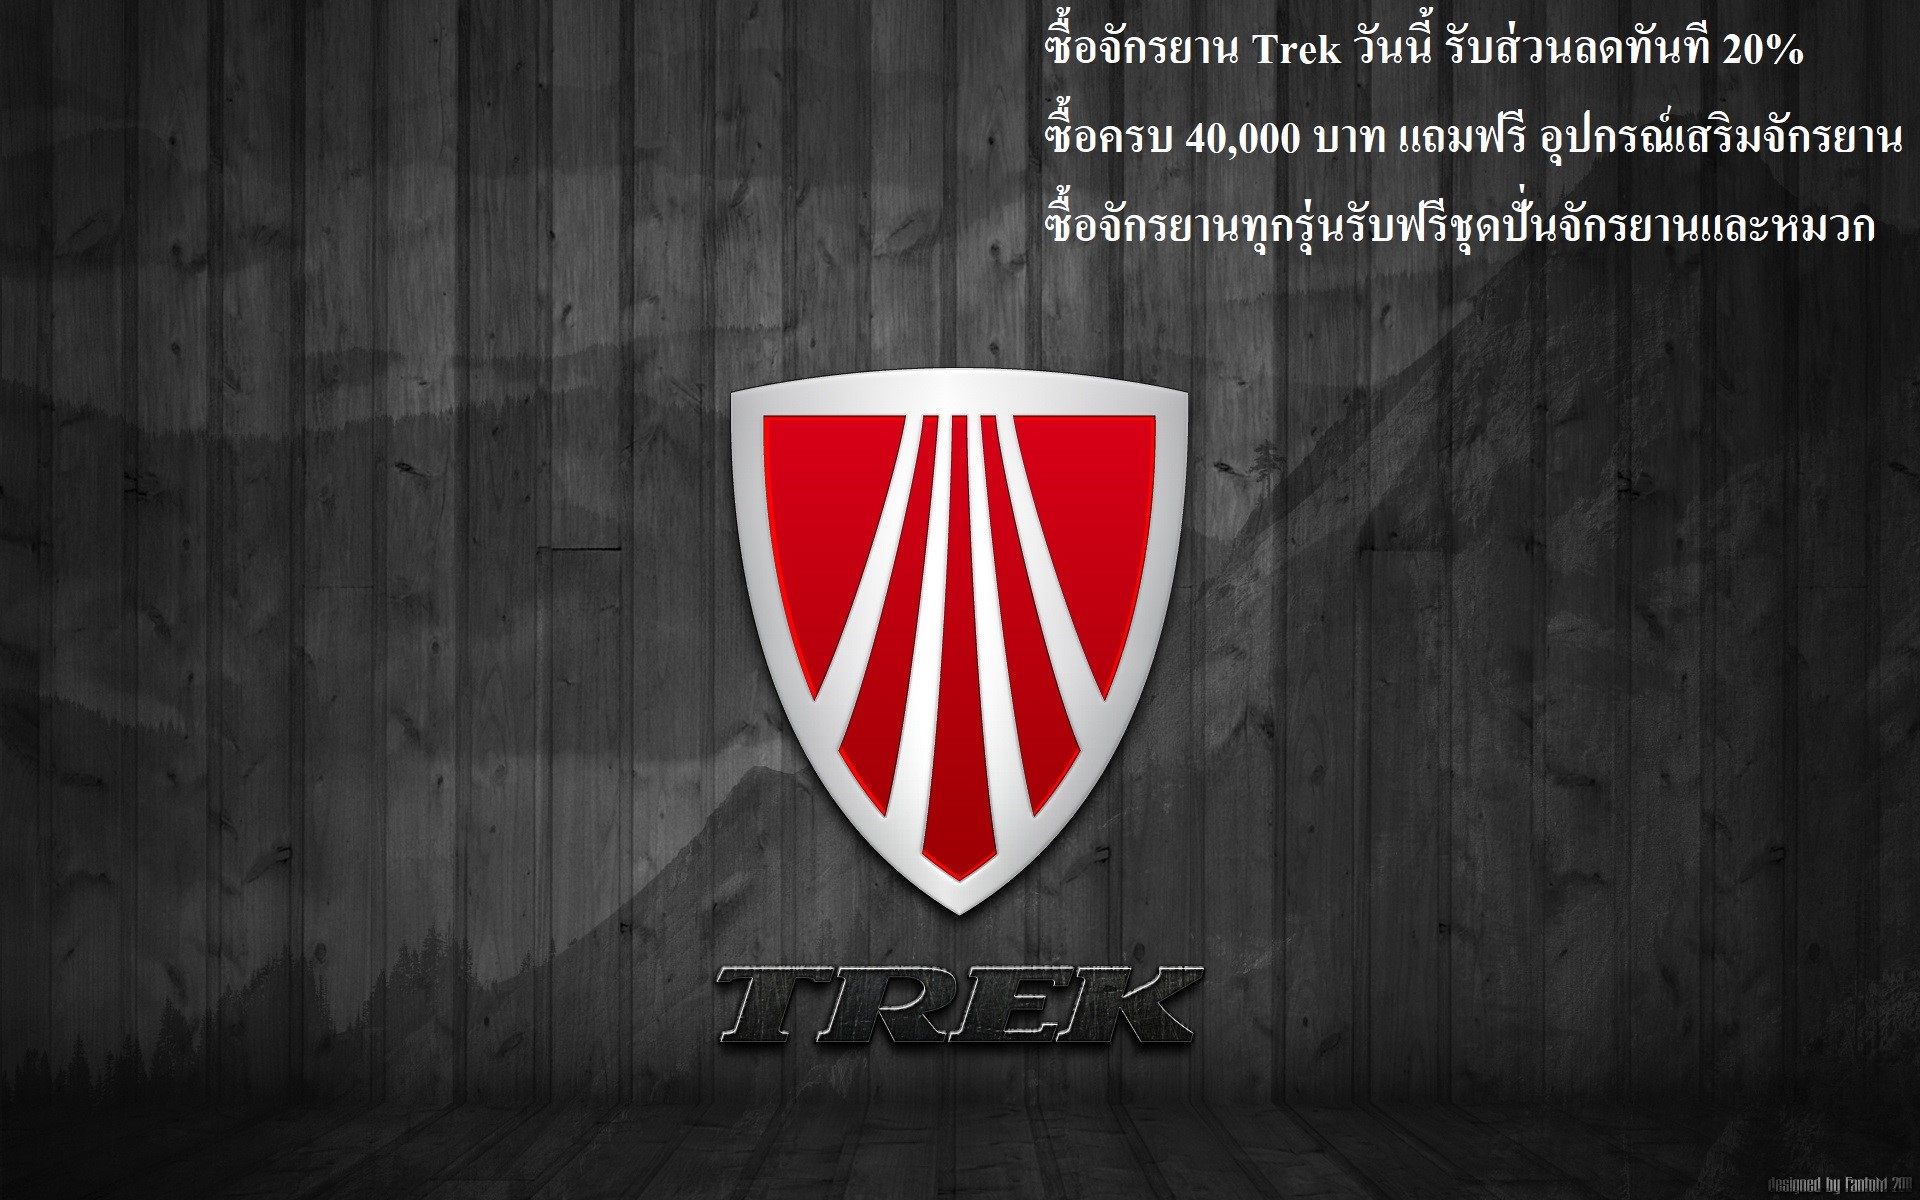 ซื้อจักรยาน Trek วันนี้ รับส่วนลดทันที 20%
ซื้อครบ 40,000 บาท แถมฟรี อุปกรณ์เสริมจักรยาน
ซื้อจักรยานทุกรุ่นรับฟรีชุดปั่นจักรยานและหมวก
TREK
designed by